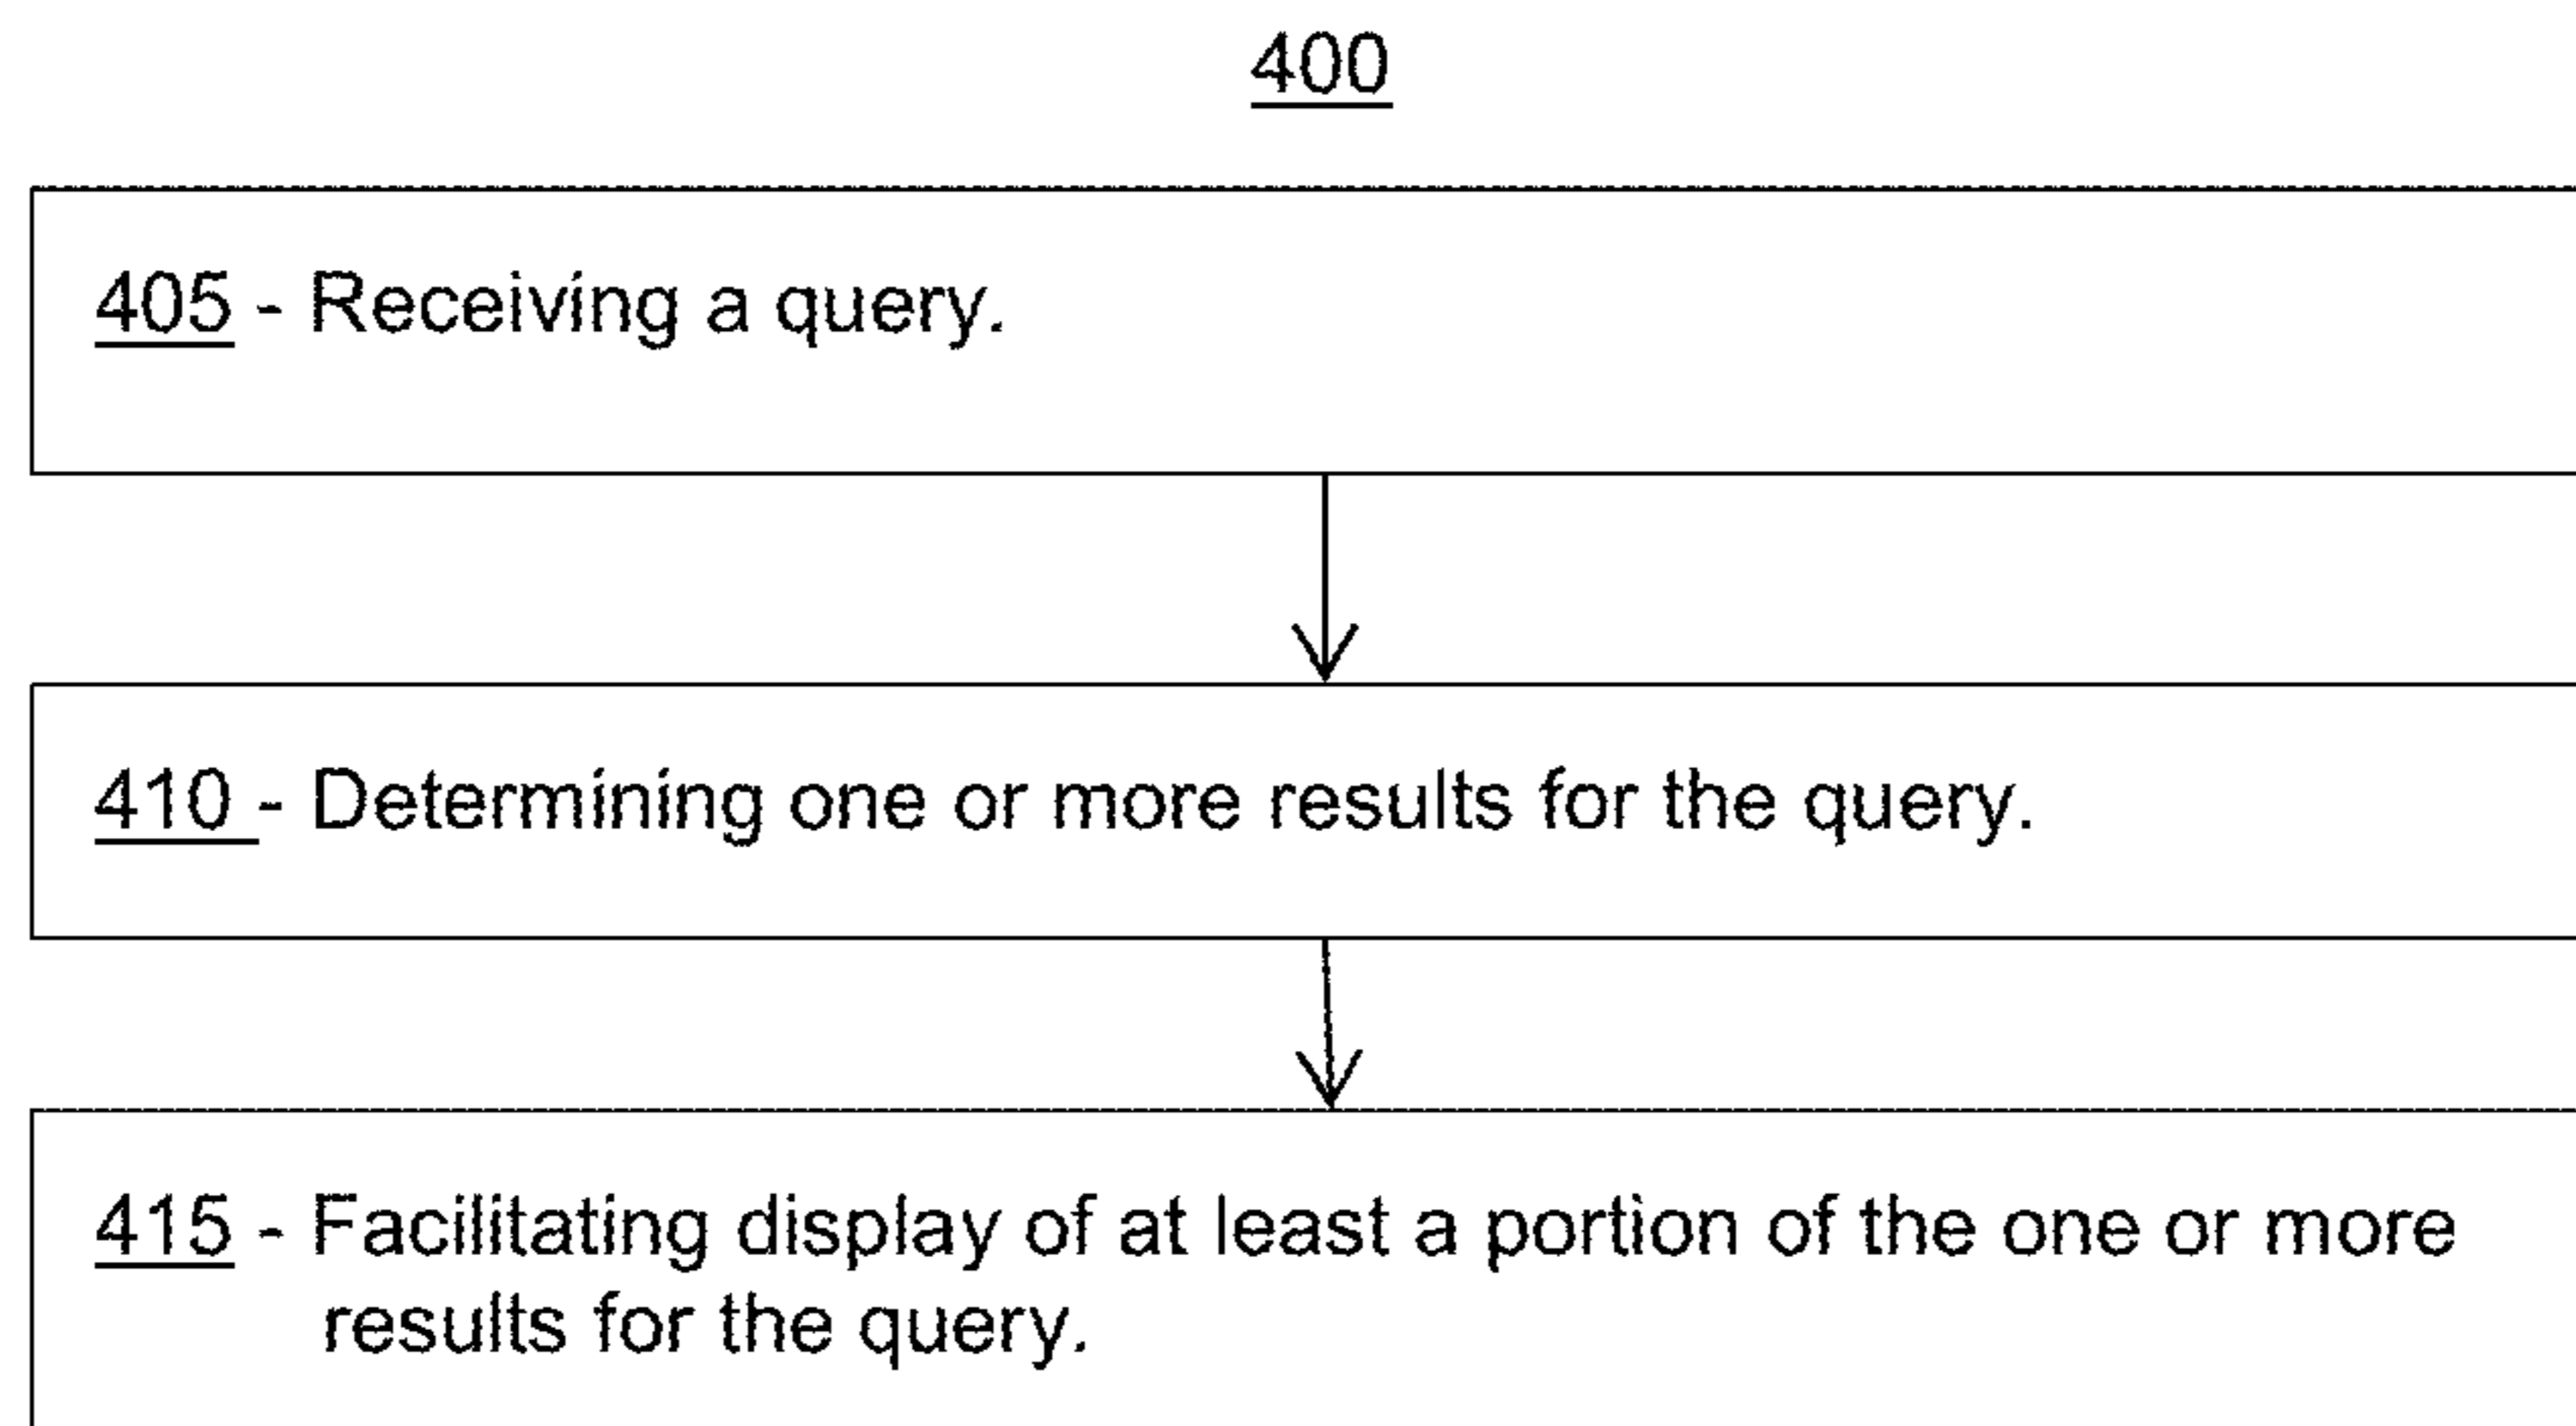 400
405 - Receiving a query.
410 - Determining one or more results for the query.
415 - Facilitating display of at least a portion of the one or more
results for the query.